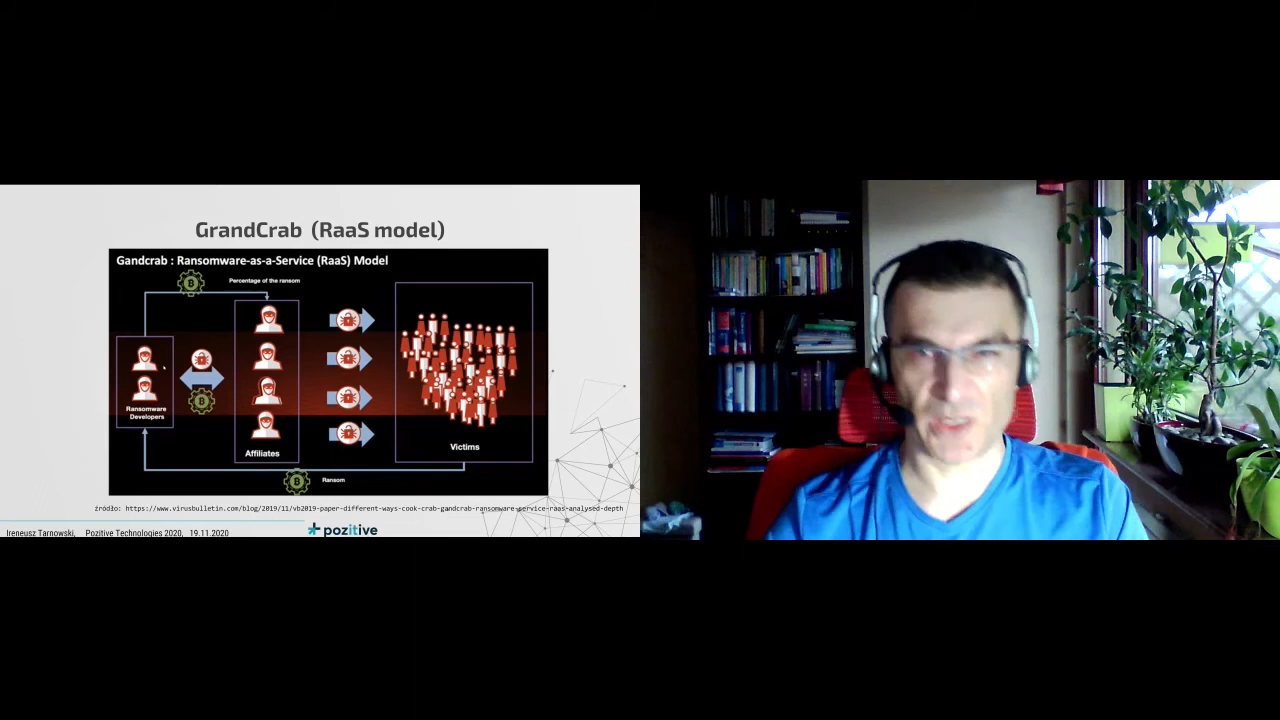 GrandCrab (RaaS model)
Gandcrab : Ransomware-as-a-Service (RaaS) Model
Percentage of the ransom
Ransomware
Developers
Affiliates
Victims
Ransom
źródło: https://www.virusbulletin.com/blog/2019/11/vb2019-paper-different-ways-cook-crab-gandcrab-ransomware-service-raas-analysed-depth
Ireneusz Tarnowski, Pozitive Technologies 2020, 19.11.2020
pozitive